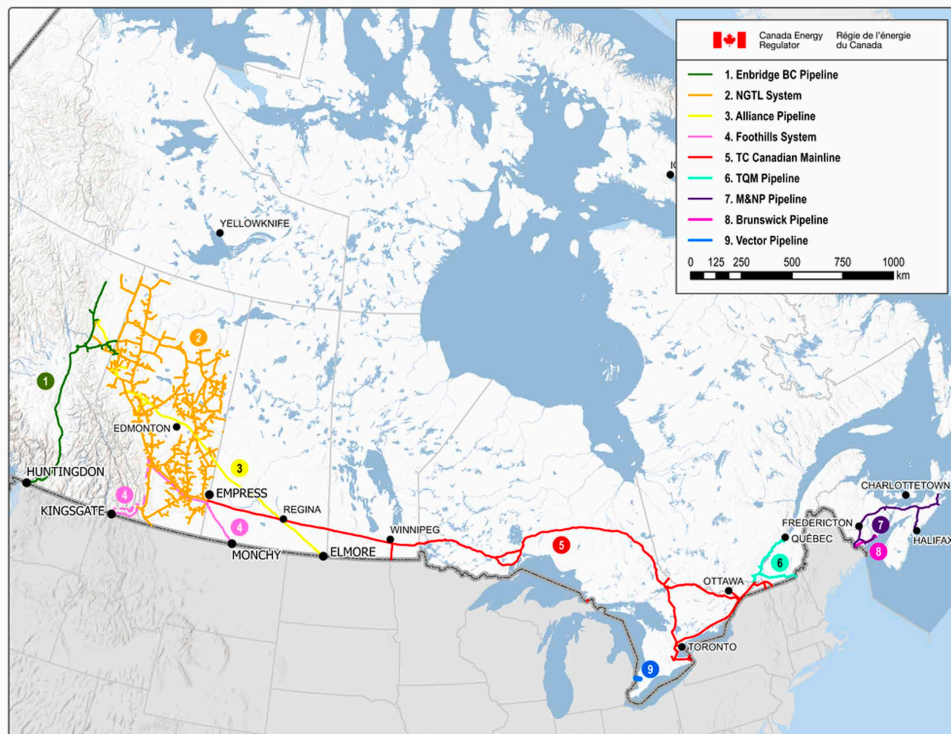 Canada Energy Regulator
Régie de l'énergie du Canada
1. Enbridge BC Pipeline
2. NGTL System
3. Alliance Pipeline
4. Foothills System
5. TC Canadian Mainline
6. TQM Pipeline
7. M&NP Pipeline
8. Brunswick Pipeline
9. Vector Pipeline
0 125 250 500 750 1000
km
YELLOWKNIFE
2
1
EDMONTON
3
HUNTINGDON
EMPRESS
4
KINGSGATE
REGINA
4
MONCHY
ELMORE
WINNIPEG
5
CHARLOTTETOWN
FREDERICTON
7
QUÉBEC
HALIFAX
8
6
OTTAWA
TORONTO
9